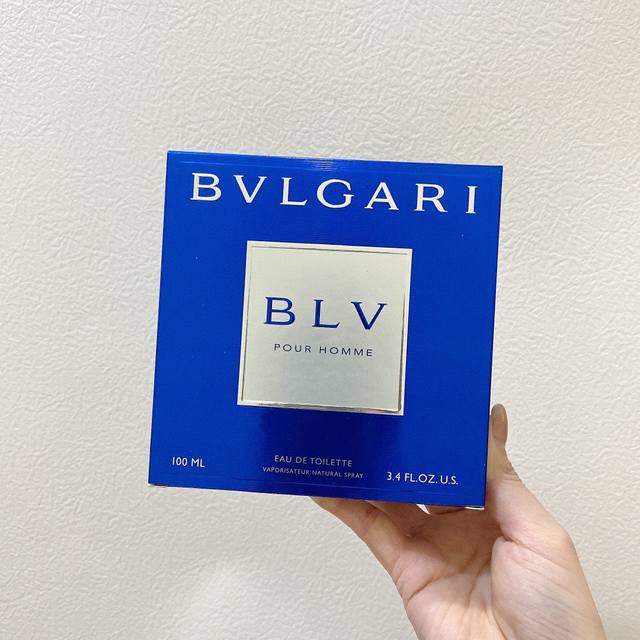 BVLGARI
BLV
POUR HOMME
100 ML
EAU DE TOILETTE
VAPORISATEUR NATURAL SPRAY
3.4 FL.OZ. U.S.